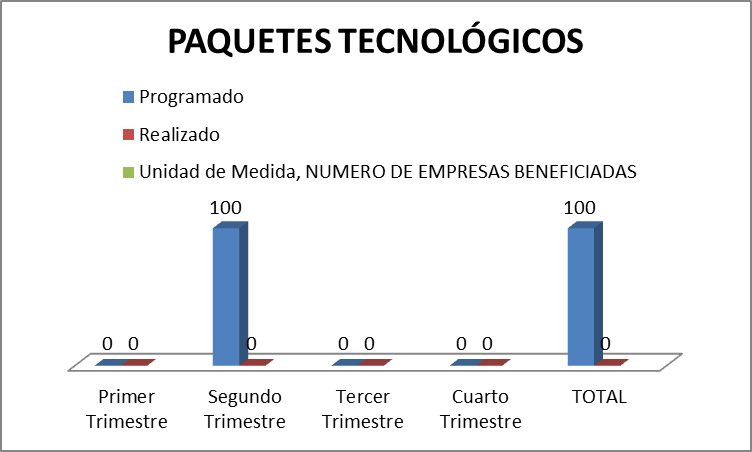 PAQUETES TECNOLÓGICOS
Programado
Realizado
Unidad de Medida, NUMERO DE EMPRESAS BENEFICIADAS
100 100
0 0 0 0 0 0 0 0
Primer Segundo Tercer Cuarto TOTAL
Trimestre Trimestre Trimestre Trimestre